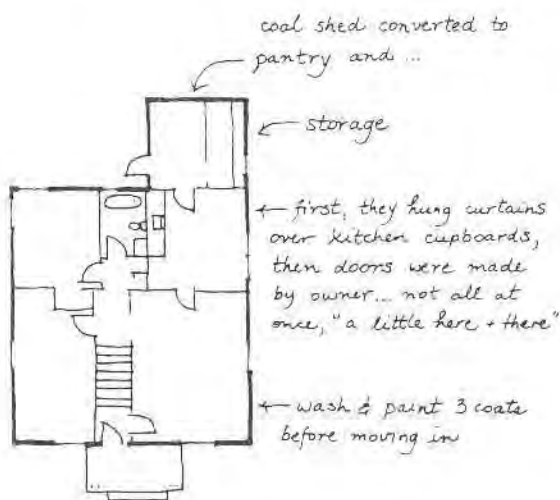 coal shed converted to
pantry and ...
storage
first, they hung curtains
over kitchen cupboards,
then doors were made
by owner... not all at
once, "a little here + there"
wash & paint 3 coats
before moving in